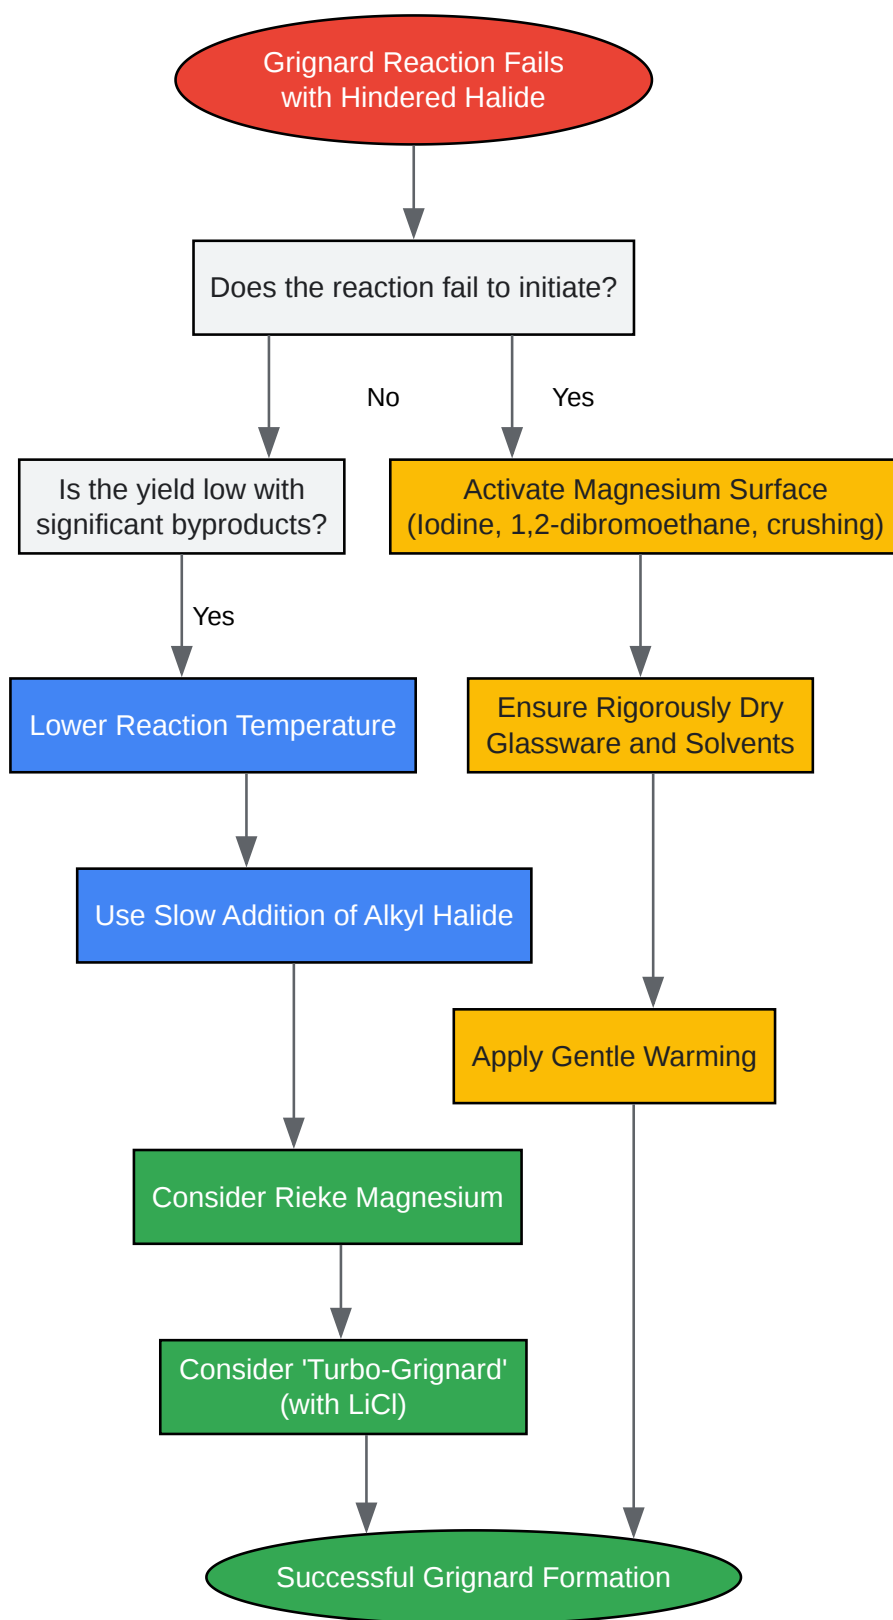 Grignard Reaction Fails
with Hindered Halide
Does the reaction fail to initiate?
No
Yes
Is the yield low with
significant byproducts?
Activate Magnesium Surface
(Iodine, 1,2-dibromoethane, crushing)
Yes
Lower Reaction Temperature
Ensure Rigorously Dry
Glassware and Solvents
Use Slow Addition of Alkyl Halide
Apply Gentle Warming
Consider Rieke Magnesium
Consider 'Turbo-Grignard'
(with LiCl)
Successful Grignard Formation